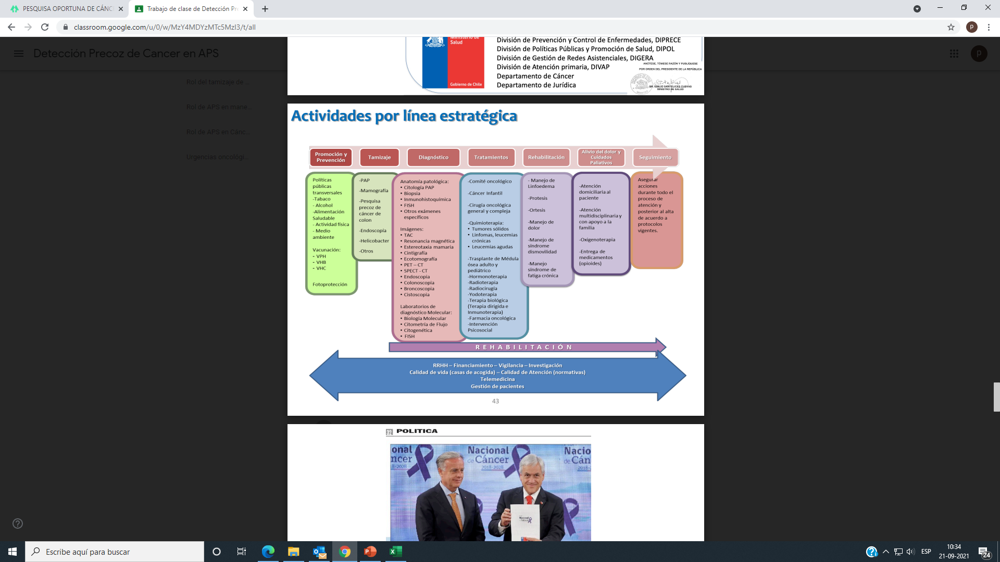 PESQUISA OPORTUNA DE CÁNC
Trabajo de clase de Detección Pre
classroom.google.com/u/0/w/MzY4MDYzMTc5MzI3/t/all
p
Detección Precoz de Cancer en APS
p
Rol del tamizaje de ...
Rol de APS en mane...
Rol de APS en Cánc...
Urgencias oncológi...
Ministerio de
Salud
Gobierno de Chile
División de Prevención y Control de Enfermedades, DIPRECE
División de Políticas Públicas y Promoción de Salud, DIPOL
División de Gestión de Redes Asistenciales, DIGERA
División de Atención primaria, DIVAP
Departamento de Cáncer
Departamento de Jurídica
ANÓTESE, TÓMESE RAZÓN Y PUBLÍQUESE
POR ORDEN DEL PRESIDENTE DE LA REPÚBLICA
DR. EMILIO SANTELICES CUEVAS
MINISTRO DE SALUD
Actividades por línea estratégica
Promoción y
Prevención
Tamizaje
Diagnóstico
Tratamientos
Rehabilitación
Alivio del dolor y
Cuidados
Paliativos
Seguimiento
Políticas
públicas
transversales
-Tabaco
- Alcohol
-Alimentación
Saludable
- Actividad física
- Medio
ambiente
Vacunación:
- VPH
- VHB
- VHC
Fotoprotección
-PAP
-Mamografía
-Pesquisa
precoz de
cáncer de
colon
-Endoscopía
-Helicobacter
-Otros
Anatomía patológica:
• Citología PAP
• Biopsia
• Inmunohistoquímica
• FISH
• Otros exámenes
específicos
Imágenes:
• TAC
• Resonancia magnética
• Estereotaxia mamaria
• Cintigrafía
• Ecotomografía
• PET – CT
• SPECT - CT
• Endoscopia
• Colonoscopia
• Broncoscopia
• Cistoscopia
Laboratorios de
diagnóstico Molecular:
• Biología Molecular
• Citometría de Flujo
• Citogenética
• FISH
-Comité oncológico
-Cáncer Infantil
-Cirugía oncológica
general y compleja
-Quimioterapia:
• Tumores sólidos
• Linfomas, leucemias
crónicas
• Leucemias agudas
-Trasplante de Médula
ósea adulto y
pediátrico
-Hormonoterapia
-Radioterapia
-Radiocirugía
-Yodoterapia
-Terapia biológica
(Terapia dirigida e
Inmunoterapia)
-Farmacia oncológica
-Intervención
Psicosocial
- Manejo de
Linfoedema
-Protesis
-Ortesis
-Manejo de
dolor
-Manejo de
síndrome
dismovilidad
-Manejo
síndrome de
fatiga crónica
-Atención
domiciliaria al
paciente
-Atención
multidisciplinaria y
con apoyo a la
familia
-Oxigenoterapia
-Entrega de
medicamentos
(opioides)
Asegurar
acciones
durante todo el
proceso de
atención y
posterior al alta
de acuerdo a
protocolos
vigentes.
REHABILITACIÓN
RRHH – Financiamiento – Vigilancia – Investigación
Calidad de vida (casas de acogida) – Calidad de Atención (normativas)
Telemedicina
Gestión de pacientes
43
32 POLITICA
onal
ncer
Nacional
de Cáncer
2018-2028
Nacio
de Cán
2018-
Nacional
de Cáncer
Escribe aquí para buscar
ESP
10:34
21-09-2021
24